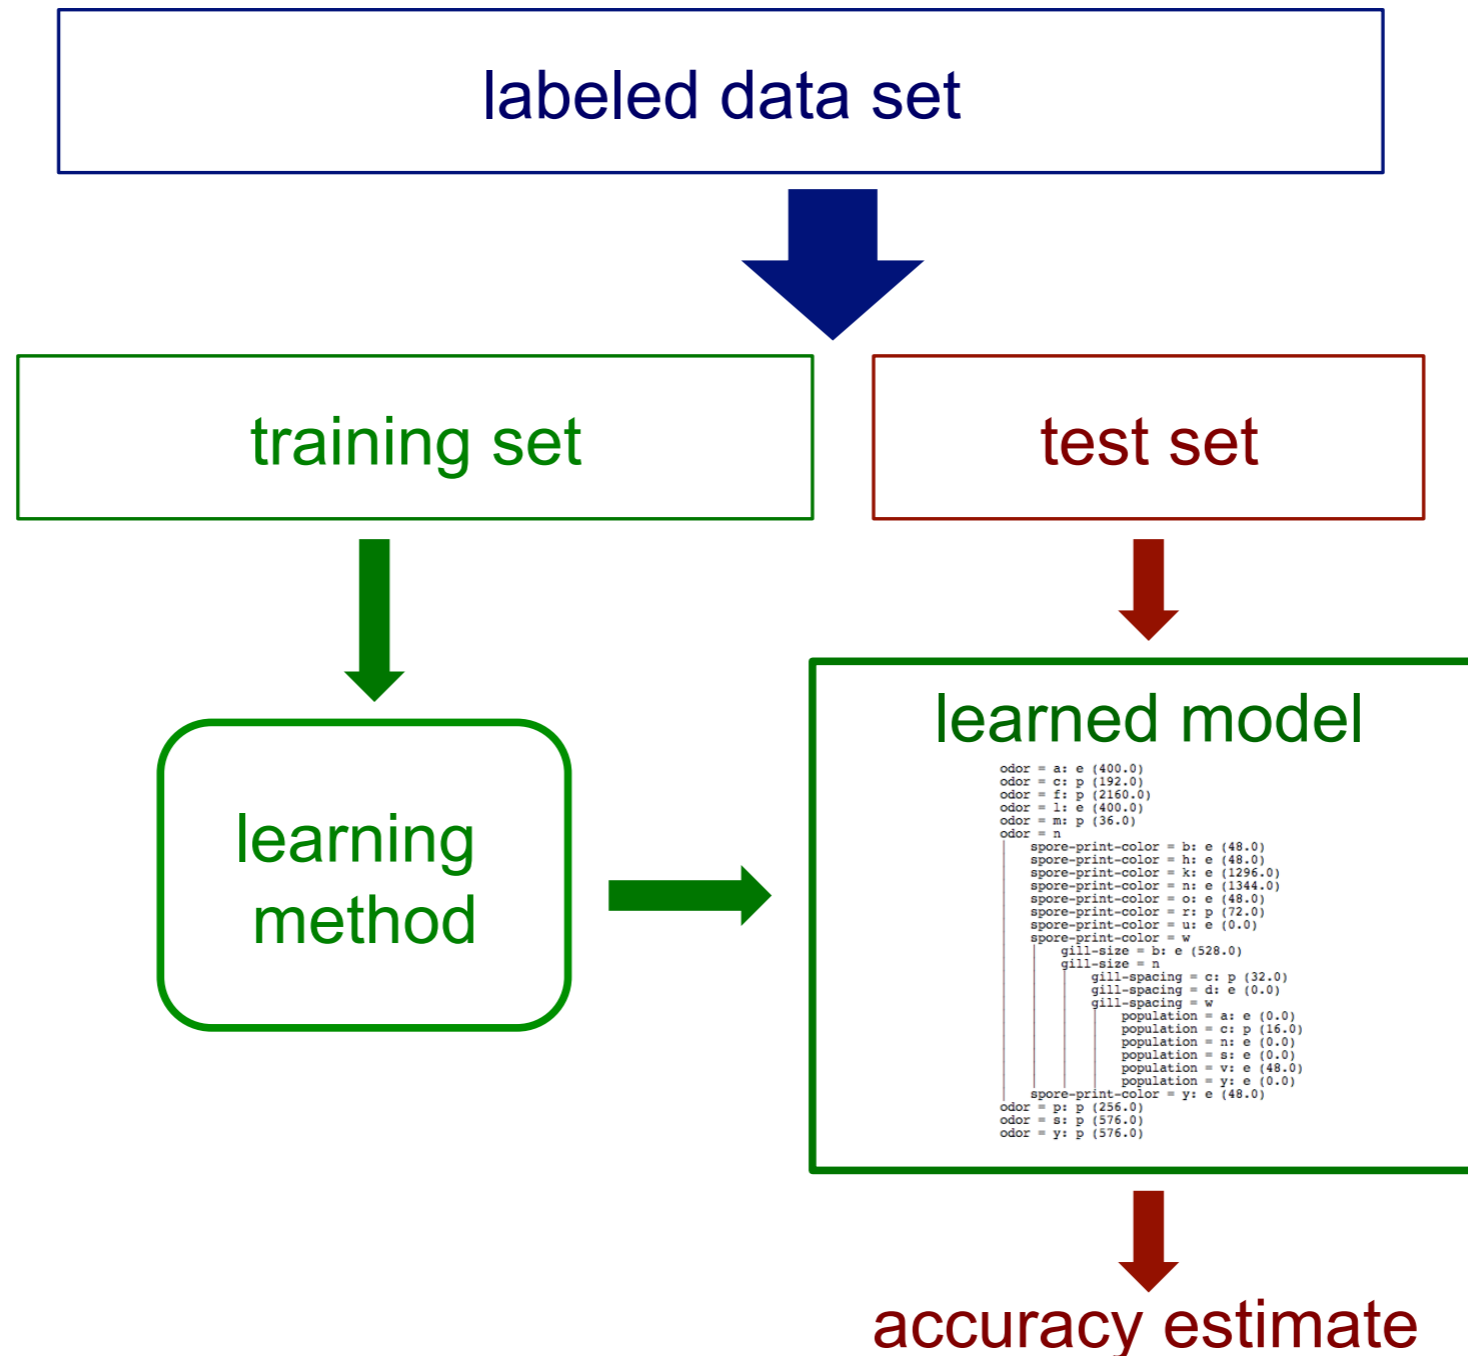 labeled data set
training set
test set
learning
method
learned model
odor = a: e (400.0)
odor = c: p (192.0)
odor = f: p (2160.0)
odor = l: e (400.0)
odor = m: p (36.0)
odor = n
|   spore-print-color = b: e (48.0)
|   spore-print-color = h: e (48.0)
|   spore-print-color = k: e (1296.0)
|   spore-print-color = n: e (1344.0)
|   spore-print-color = o: e (48.0)
|   spore-print-color = r: p (72.0)
|   spore-print-color = u: e (0.0)
|   spore-print-color = w
|   |   gill-size = b: e (528.0)
|   |   gill-size = n
|   |   |   gill-spacing = c: p (32.0)
|   |   |   gill-spacing = d: e (0.0)
|   |   |   gill-spacing = w
|   |   |   |   population = a: e (0.0)
|   |   |   |   population = c: p (16.0)
|   |   |   |   population = n: e (0.0)
|   |   |   |   population = s: e (0.0)
|   |   |   |   population = v: e (48.0)
|   |   |   |   population = y: e (0.0)
|   spore-print-color = y: e (48.0)
odor = p: p (256.0)
odor = s: p (576.0)
odor = y: p (576.0)
accuracy estimate